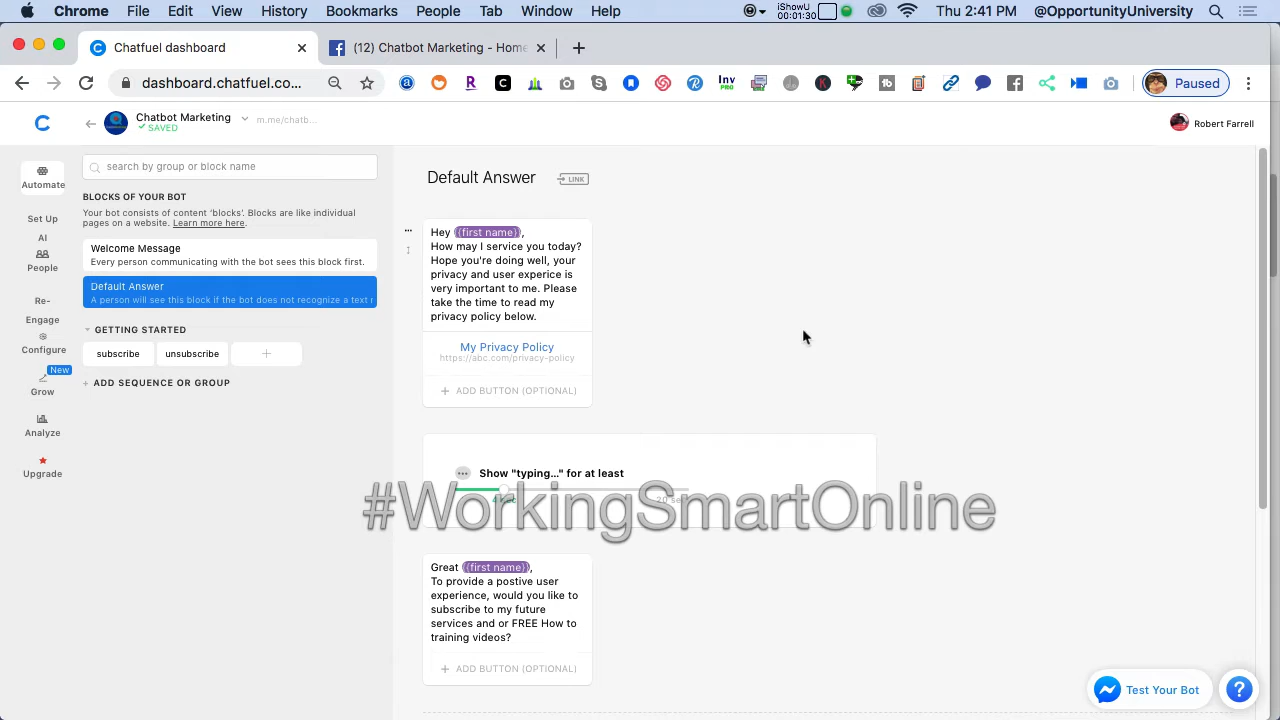 Chrome File Edit View History Bookmarks People Tab Window Help
iShowU
00:01:30
Thu 2:41 PM @OpportunityUniversity
Chatfuel dashboard
(12) Chatbot Marketing - Home
dashboard.chatfuel.co...
Inv
PRO
Paused
Chatbot Marketing
SAVED
m.me/chatb...
Robert Farrell
Automate
Set Up
AI
People
Re-
Engage
Configure
New
Grow
Analyze
Upgrade
search by group or block name
BLOCKS OF YOUR BOT
Your bot consists of content 'blocks'. Blocks are like individual
pages on a website. Learn more here.
Welcome Message
Every person communicating with the bot sees this block first.
Default Answer
A person will see this block if the bot does not recognize a text
GETTING STARTED
subscribe unsubscribe
ADD SEQUENCE OR GROUP
Default Answer
LINK
Hey {{first name}},
How may I service you today?
Hope you're doing well, your
privacy and user experice is
very important to me. Please
take the time to read my
privacy policy below.
My Privacy Policy
https://abc.com/privacy-policy
+ ADD BUTTON (OPTIONAL)
Show "typing..." for at least
#WorkingSmartOnline
Great {{first name}},
To provide a postive user
experience, would you like to
subscribe to my future
services and or FREE How to
training videos?
+ ADD BUTTON (OPTIONAL)
Test Your Bot
?